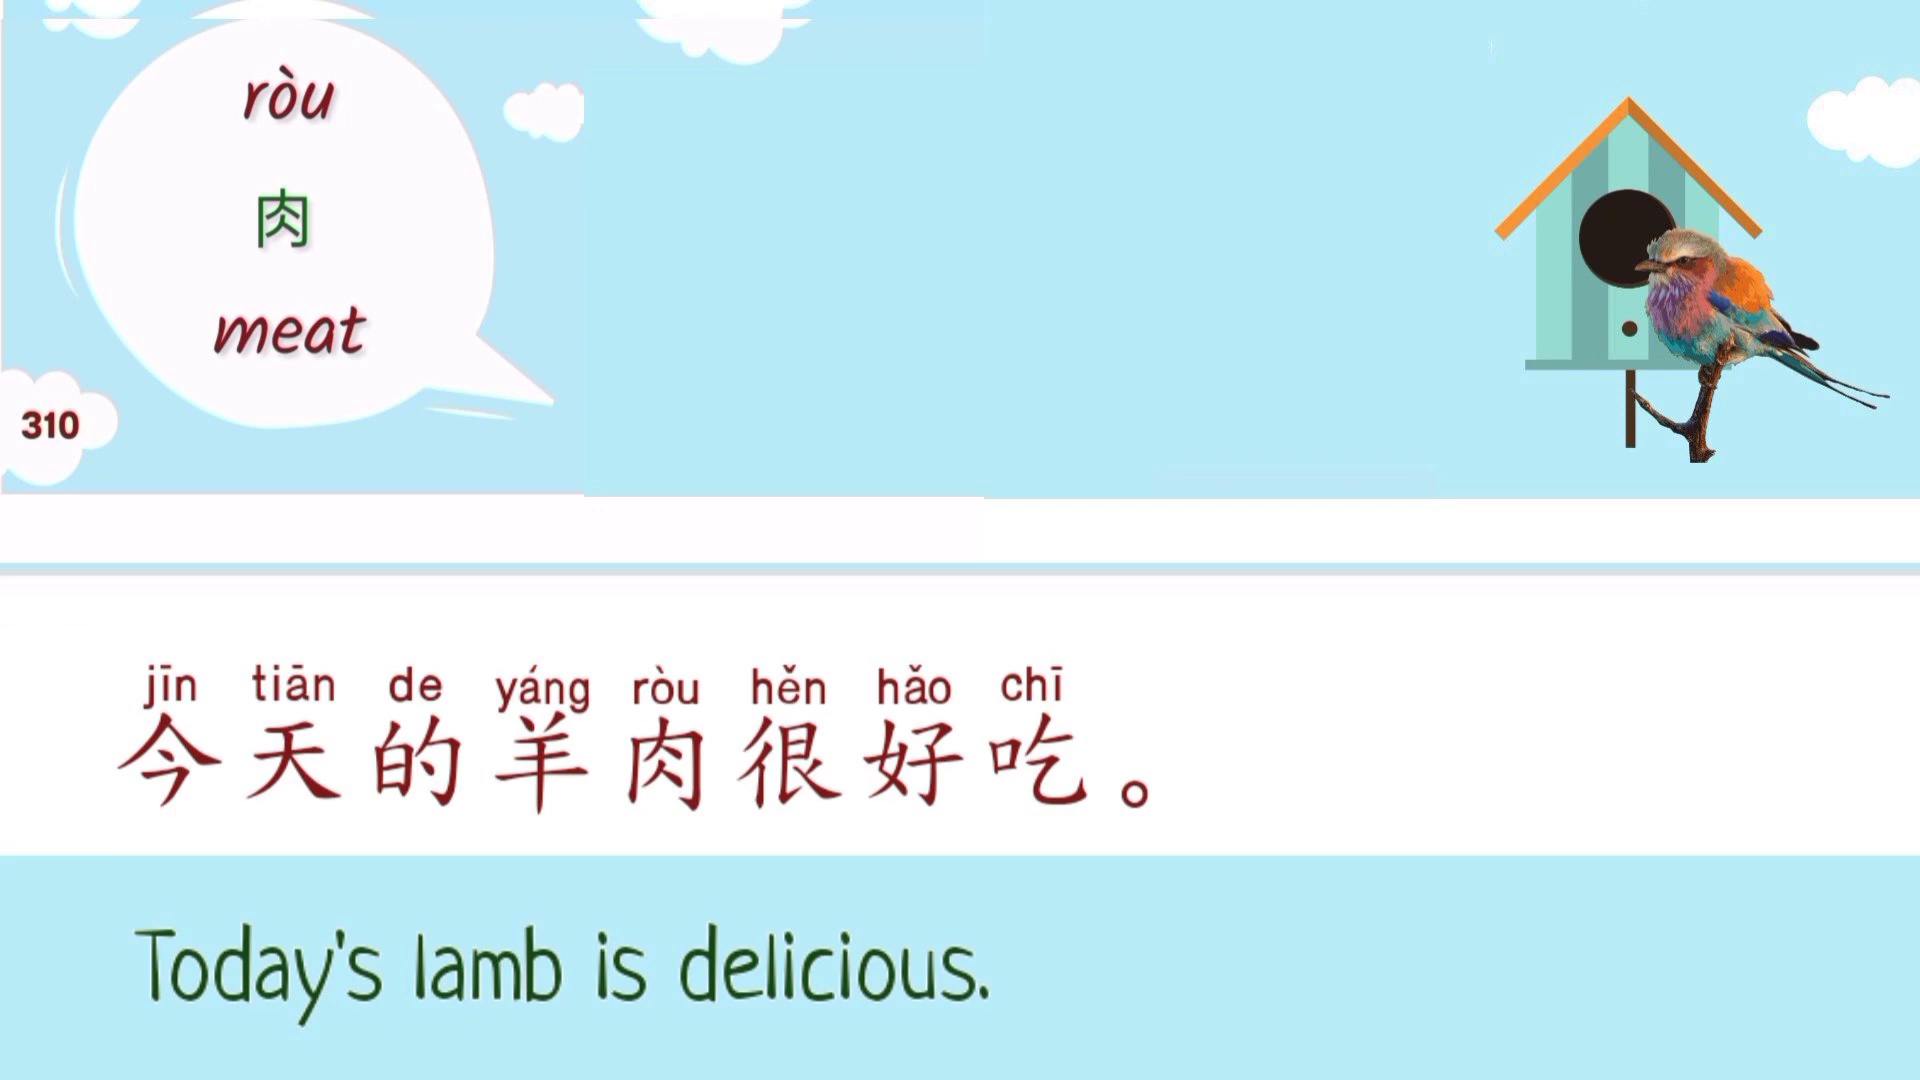 ròu
肉
meat
310
jīn tiān de yáng ròu hěn hǎo chī
今天的羊肉很好吃。
Today's lamb is delicious.